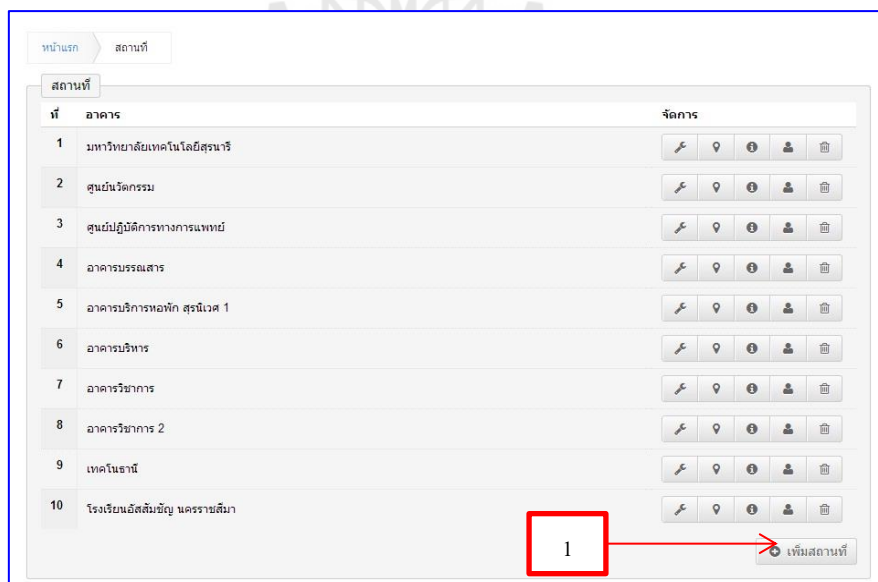 หน้าแรก สถานที่
สถานที่
ที่ อาคาร จัดการ
1 มหาวิทยาลัยเทคโนโลยีสุรนารี
2 ศูนย์นวัตกรรม
3 ศูนย์ปฏิบัติการทางการแพทย์
4 อาคารบรรณสาร
5 อาคารบริการหอพัก สุรนิเวศ 1
6 อาคารบริหาร
7 อาคารวิชาการ
8 อาคารวิชาการ 2
9 เทคโนธานี
10 โรงเรียนอัสสัมชัญ นครราชสีมา
1
เพิ่มสถานที่